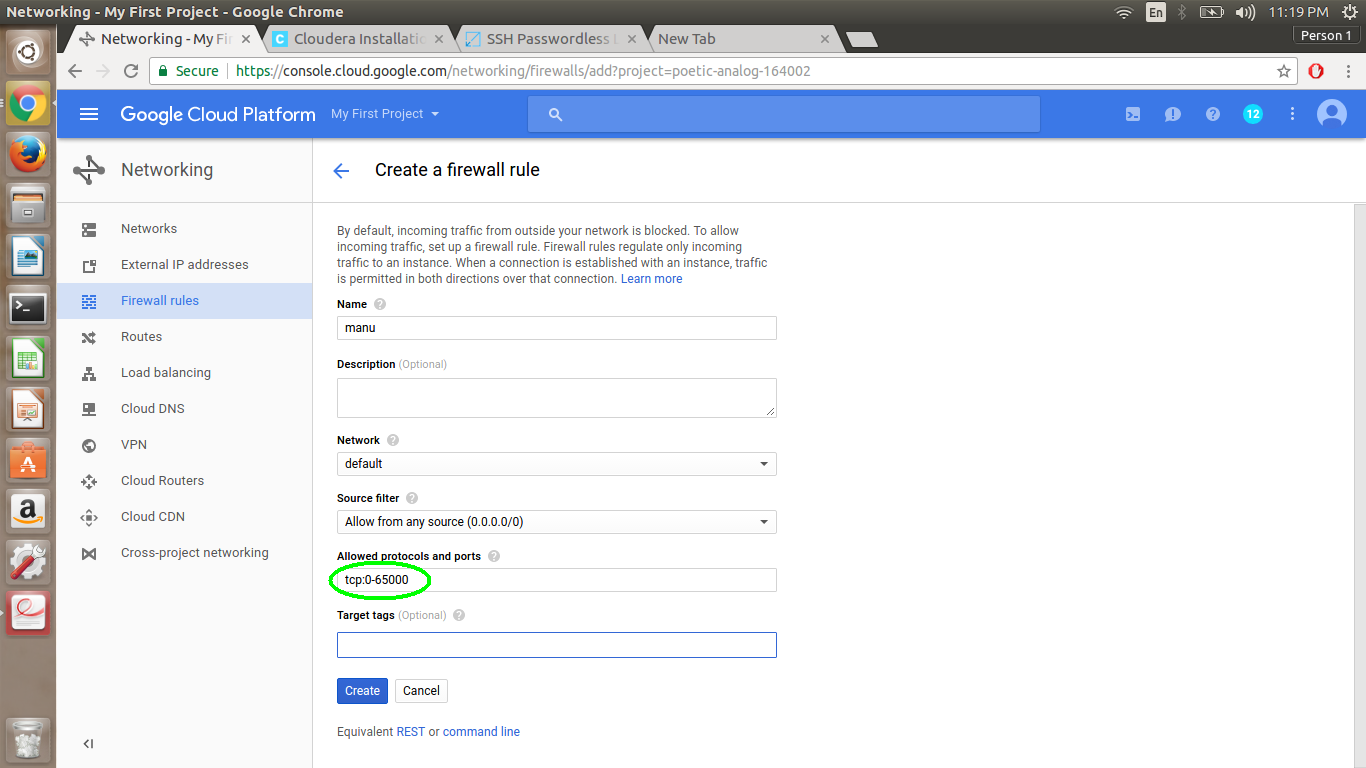 Networking - My First Project - Google Chrome
En
11:19 PM
Networking - My Fi
Cloudera Installatio
SSH Passwordless L
New Tab
Person 1
Secure
https://console.cloud.google.com/networking/firewalls/add?project=poetic-analog-164002
Google Cloud Platform
My First Project
12
Networking
Create a firewall rule
Networks
External IP addresses
Firewall rules
Routes
Load balancing
Cloud DNS
VPN
Cloud Routers
Cloud CDN
Cross-project networking
By default, incoming traffic from outside your network is blocked. To allow
incoming traffic, set up a firewall rule. Firewall rules regulate only incoming
traffic to an instance. When a connection is established with an instance, traffic
is permitted in both directions over that connection. Learn more
Name
manu
Description (Optional)
Network
default
Source filter
Allow from any source (0.0.0.0/0)
Allowed protocols and ports
tcp:0-65000
Target tags (Optional)
Create
Cancel
Equivalent REST or command line